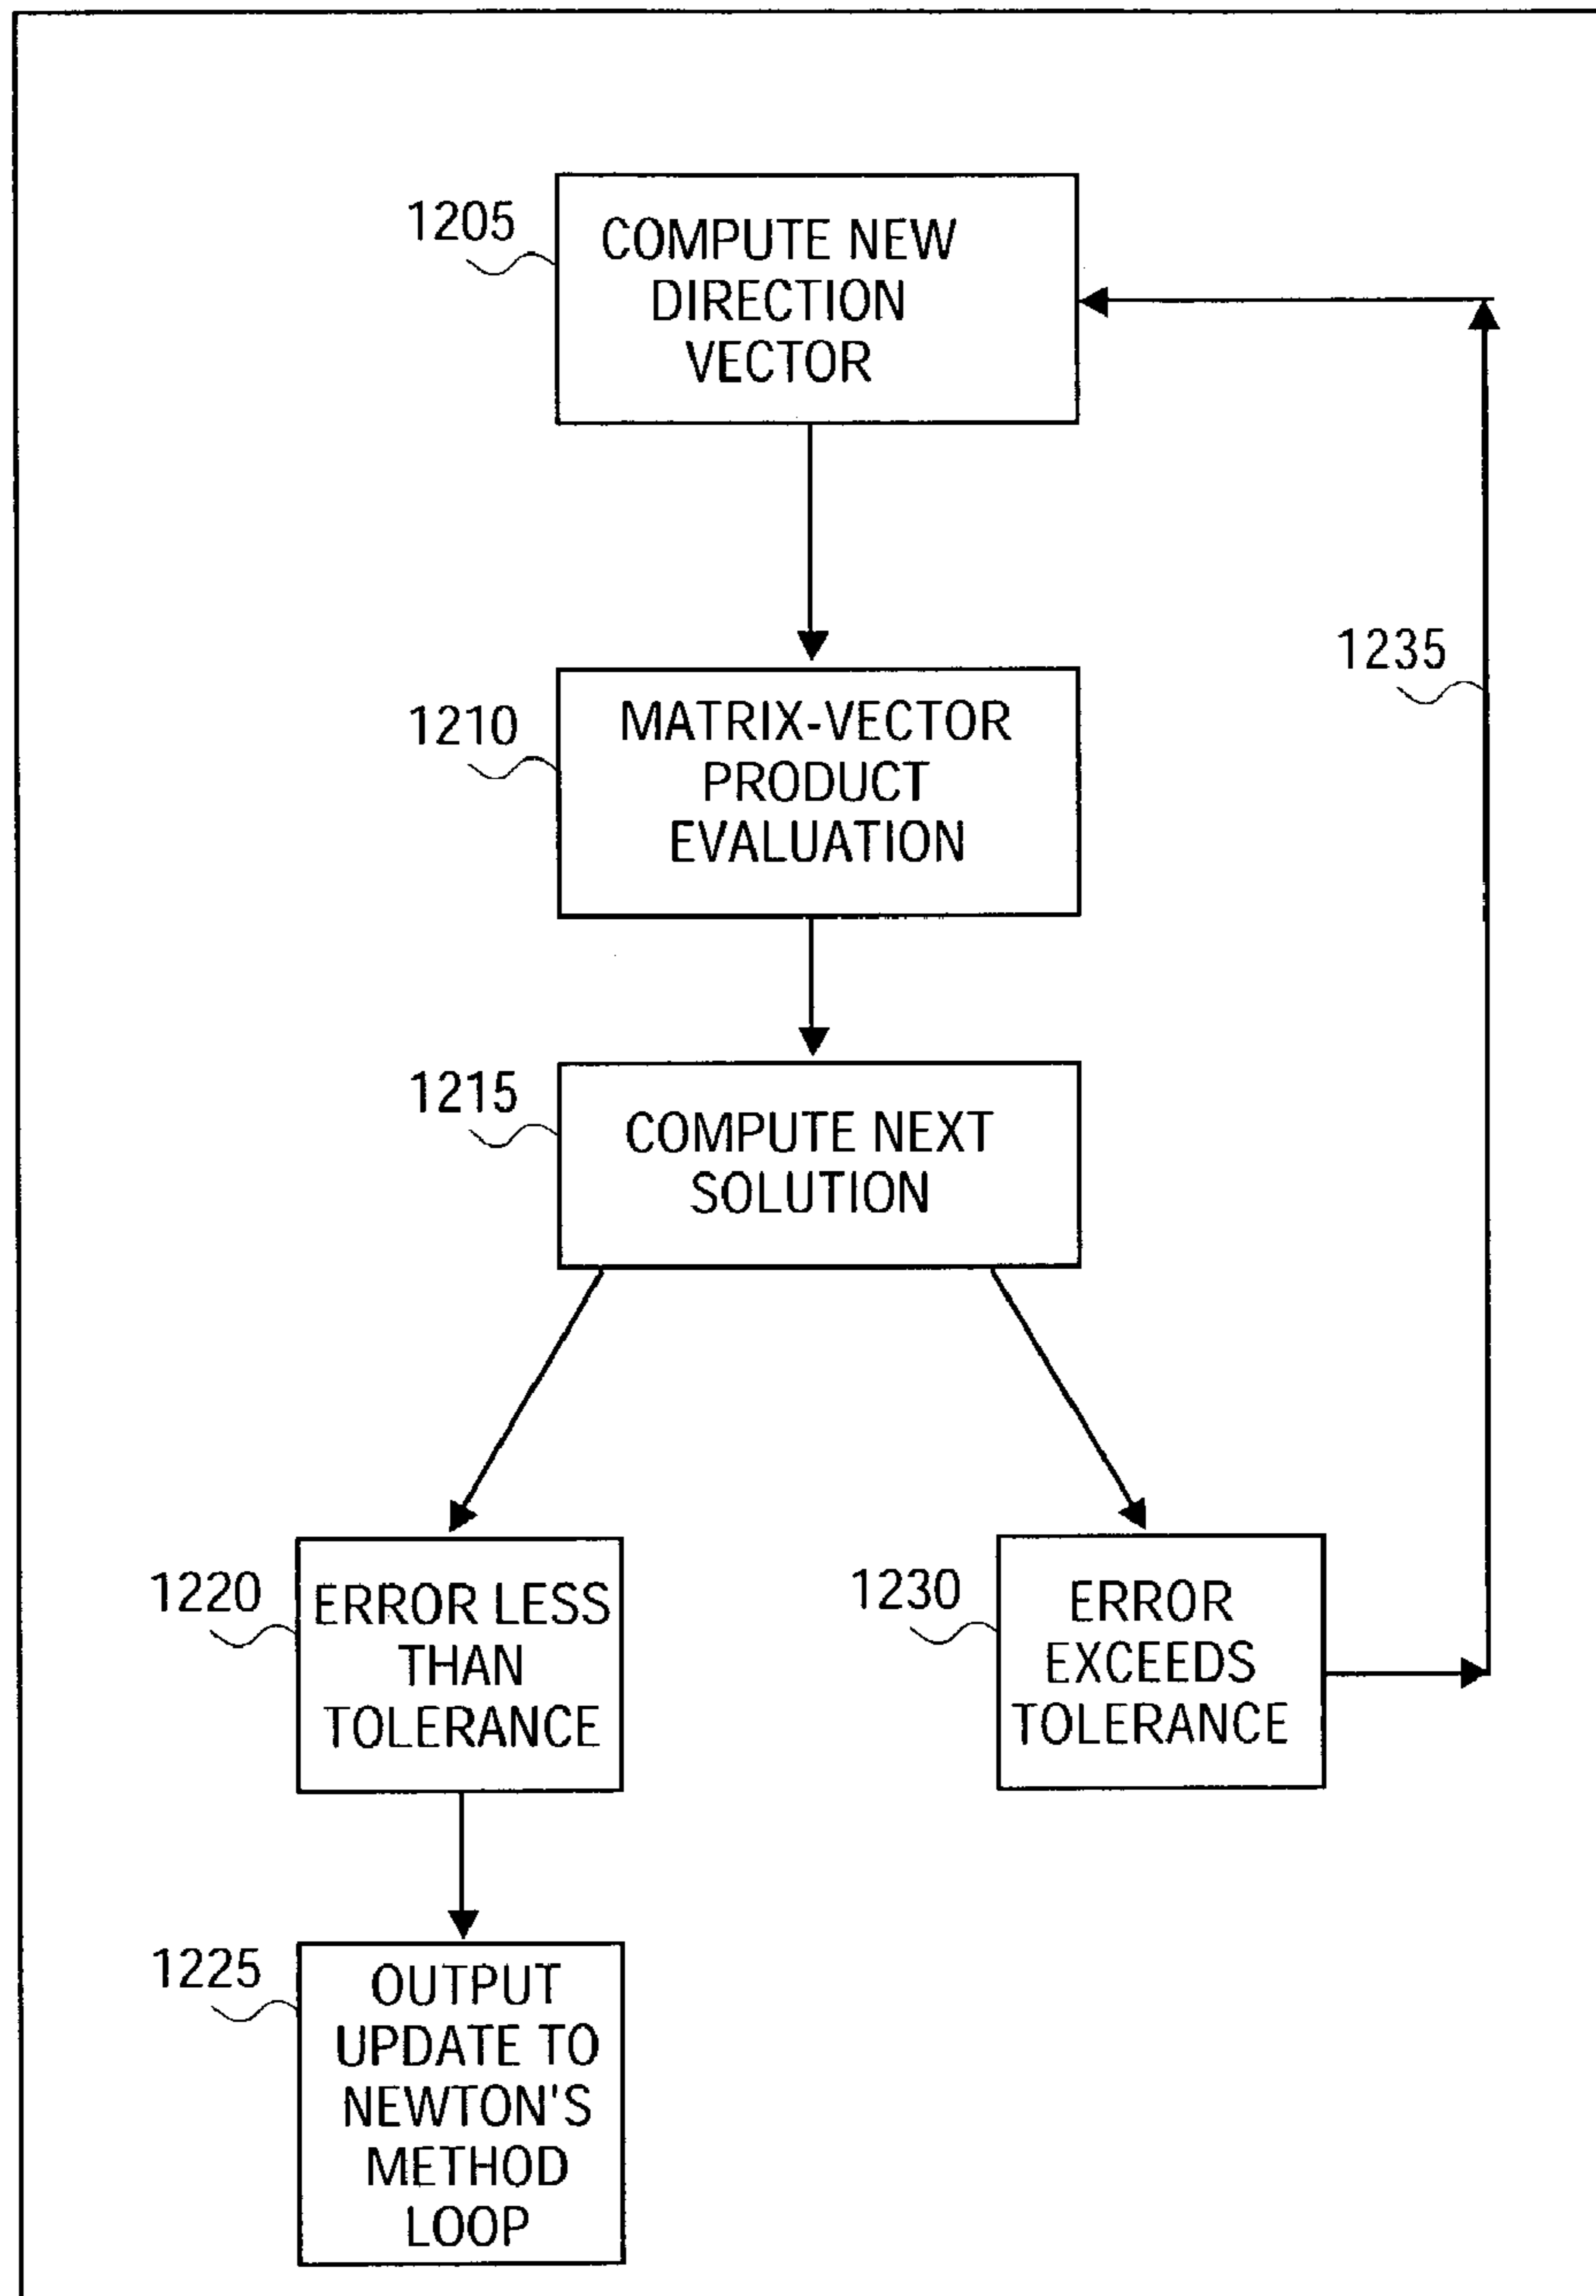 1205
COMPUTE NEW
DIRECTION
VECTOR
1235
1210
MATRIX-VECTOR
PRODUCT
EVALUATION
1215
COMPUTE NEXT
SOLUTION
1220
ERROR LESS
THAN
TOLERANCE
1230
ERROR
EXCEEDS
TOLERANCE
1225
OUTPUT
UPDATE TO
NEWTON'S
METHOD
LOOP